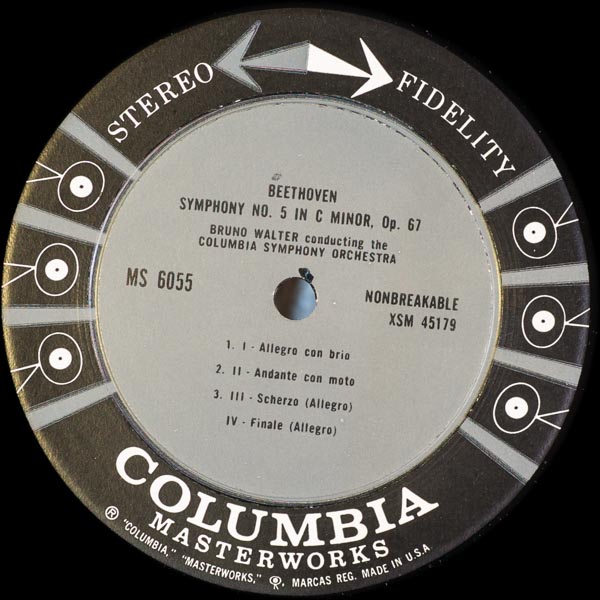 STEREO FIDELITY
BEETHOVEN
SYMPHONY NO. 5 IN C MINOR, Op. 67
BRUNO WALTER conducting the
COLUMBIA SYMPHONY ORCHESTRA
MS 6055
NONBREAKABLE
XSM 45179
1. I - Allegro con brio
2. II - Andante con moto
3. III - Scherzo (Allegro)
IV - Finale (Allegro)
COLUMBIA
MASTERWORKS
® "COLUMBIA," "MASTERWORKS," , MARCAS REG. MADE IN U.S.A.